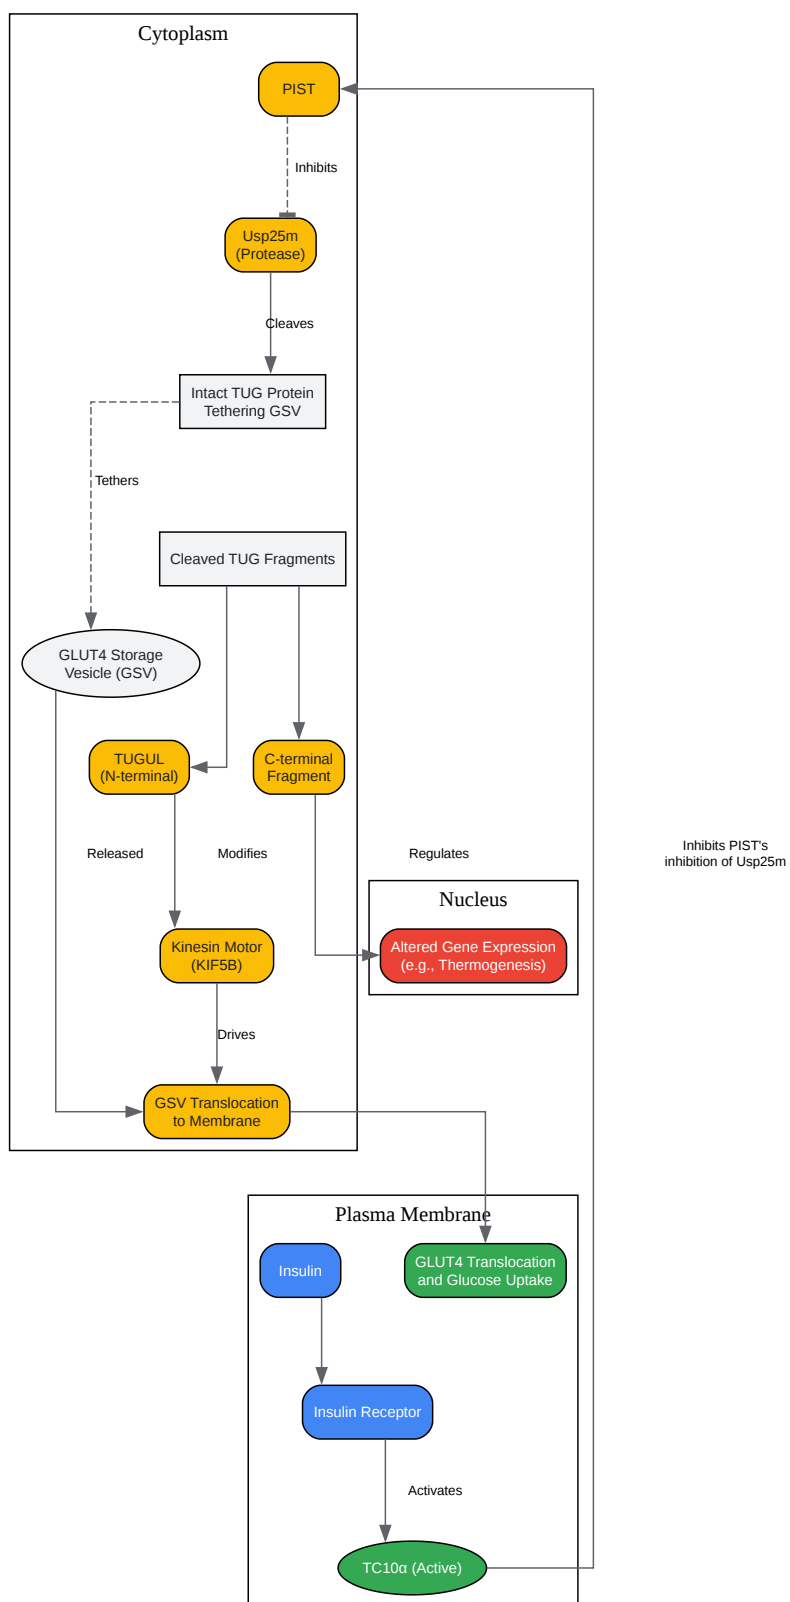 Cytoplasm
PIST
Inhibits
Usp25m
(Protease)
Cleaves
Intact TUG Protein
Tethering GSV
Tethers
Cleaved TUG Fragments
GLUT4 Storage
Vesicle (GSV)
TUGUL
(N-terminal)
C-terminal
Fragment
Released
Modifies
Regulates
Inhibits PIST's
inhibition of Usp25m
Nucleus
Kinesin Motor
(KIF5B)
Altered Gene Expression
(e.g., Thermogenesis)
Drives
GSV Translocation
to Membrane
Plasma Membrane
Insulin
GLUT4 Translocation
and Glucose Uptake
Insulin Receptor
Activates
TC10α (Active)